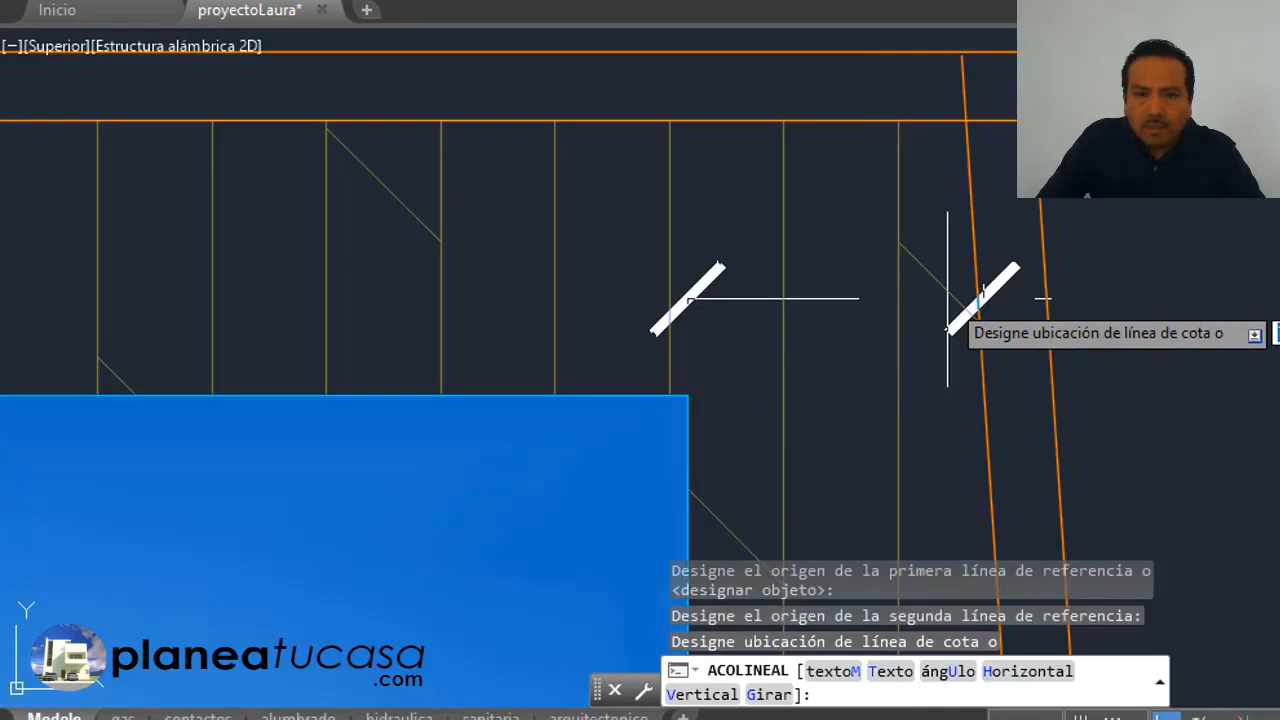 Inicio
proyectoLaura*
[−][Superior][Estructura alámbrica 2D]
Designe ubicación de línea de cota o
Designe el origen de la primera línea de referencia o
<designar objeto>:
Designe el origen de la segunda línea de referencia:
Designe ubicación de línea de cota o
ACOLINEAL [textoM Texto ángUlo Horizontal
Vertical Girar]:
Y
planeatucasa
.com
Modelo gas contactos alumbrado hidraulica sanitaria arquitectonico